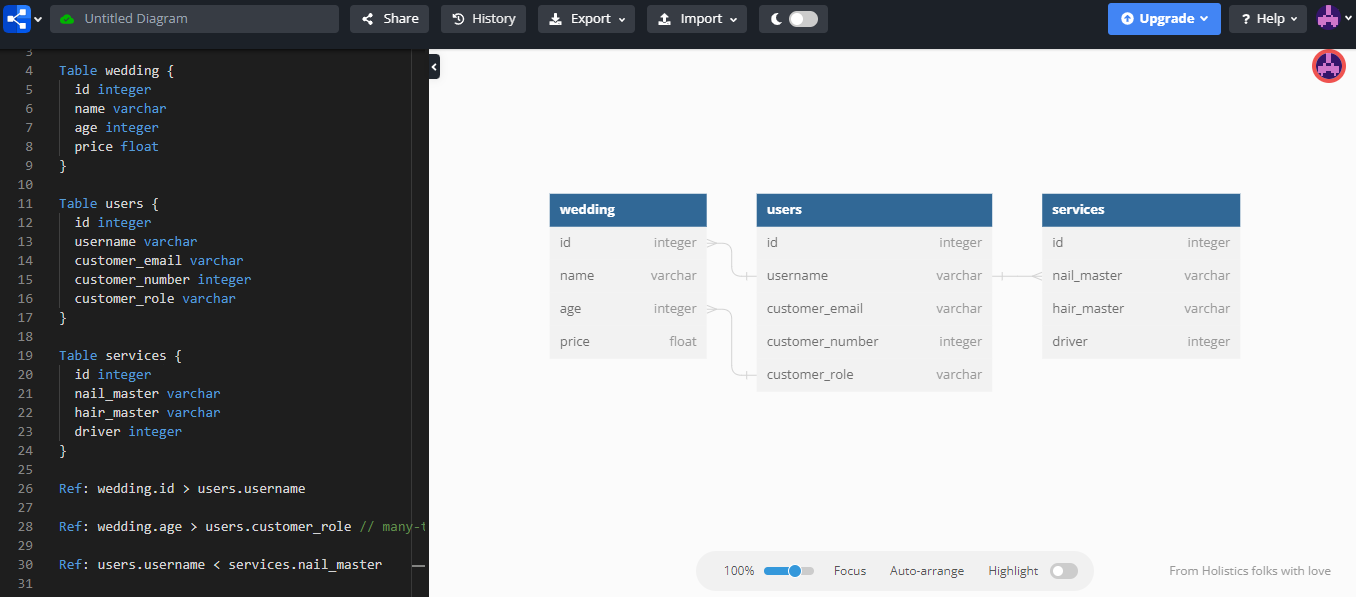 Untitled Diagram
Share
History
Export
Import
Upgrade
? Help
3
4 Table wedding {
5 id integer
6 name varchar
7 age integer
8 price float
9 }
10
11 Table users {
12 id integer
13 username varchar
14 customer_email varchar
15 customer_number integer
16 customer_role varchar
17 }
18
19 Table services {
20 id integer
21 nail_master varchar
22 hair_master varchar
23 driver integer
24 }
25
26 Ref: wedding.id > users.username
27
28 Ref: wedding.age > users.customer_role // many-t
29
30 Ref: users.username < services.nail_master
31
wedding
id integer
name varchar
age integer
price float
users
id integer
username varchar
customer_email varchar
customer_number integer
customer_role varchar
services
id integer
nail_master varchar
hair_master varchar
driver integer
100% Focus Auto-arrange Highlight
From Holistics folks with love